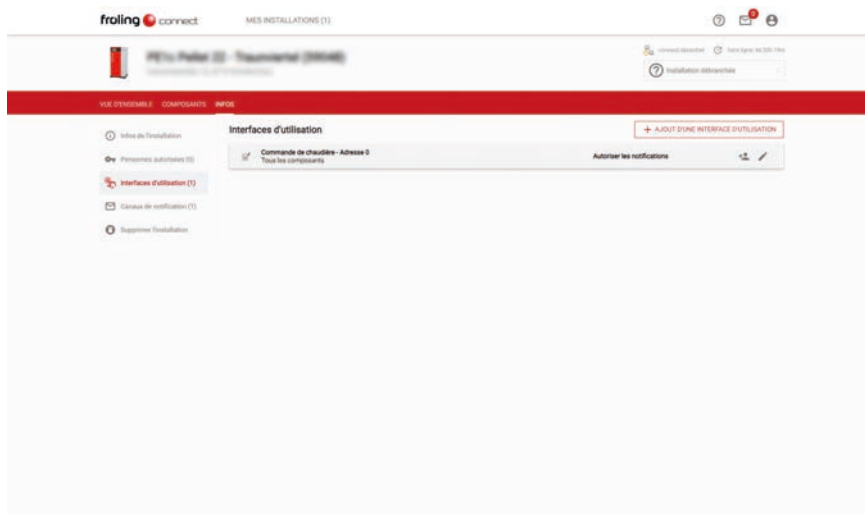 froling connect
MES INSTALLATIONS (1)
connect désactivé
Installation débranchée
VUE D'ENSEMBLE COMPOSANTS INFOS
Infos de l'installation
Personnes autorisées (0)
Interfaces d'utilisation (1)
Canaux de notification (1)
Supprimer l'installation
Interfaces d'utilisation
+ AJOUT D'UNE INTERFACE D'UTILISATION
Commande de chaudière - Adresse 0
Tous les composants
Autoriser les notifications